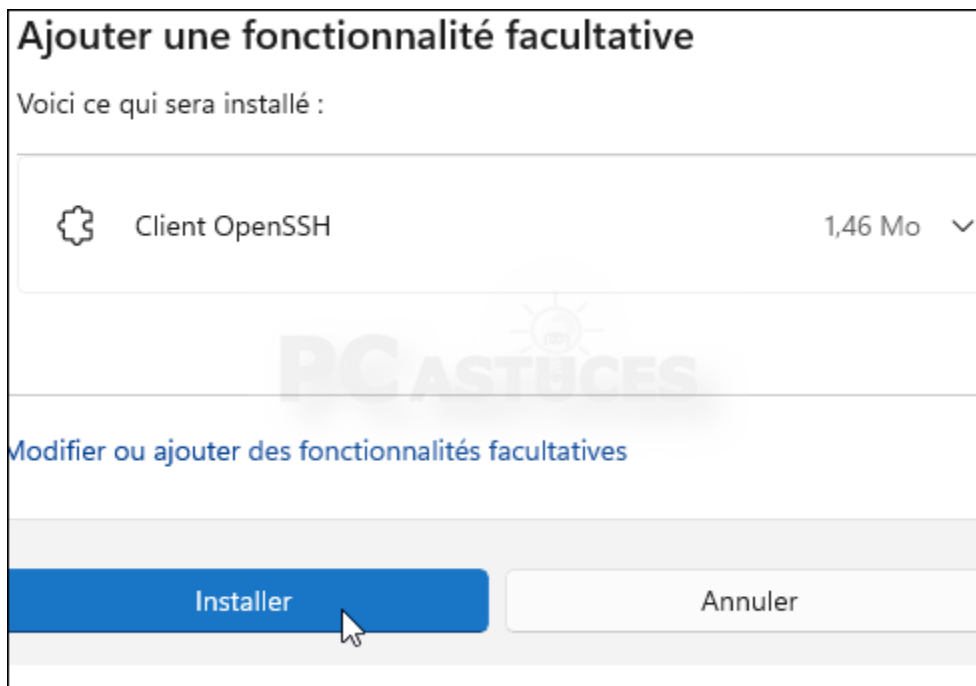 Ajouter une fonctionnalité facultative
Voici ce qui sera installé :
Client OpenSSH 1,46 Mo
PC ASTUCES
Modifier ou ajouter des fonctionnalités facultatives
Installer Annuler